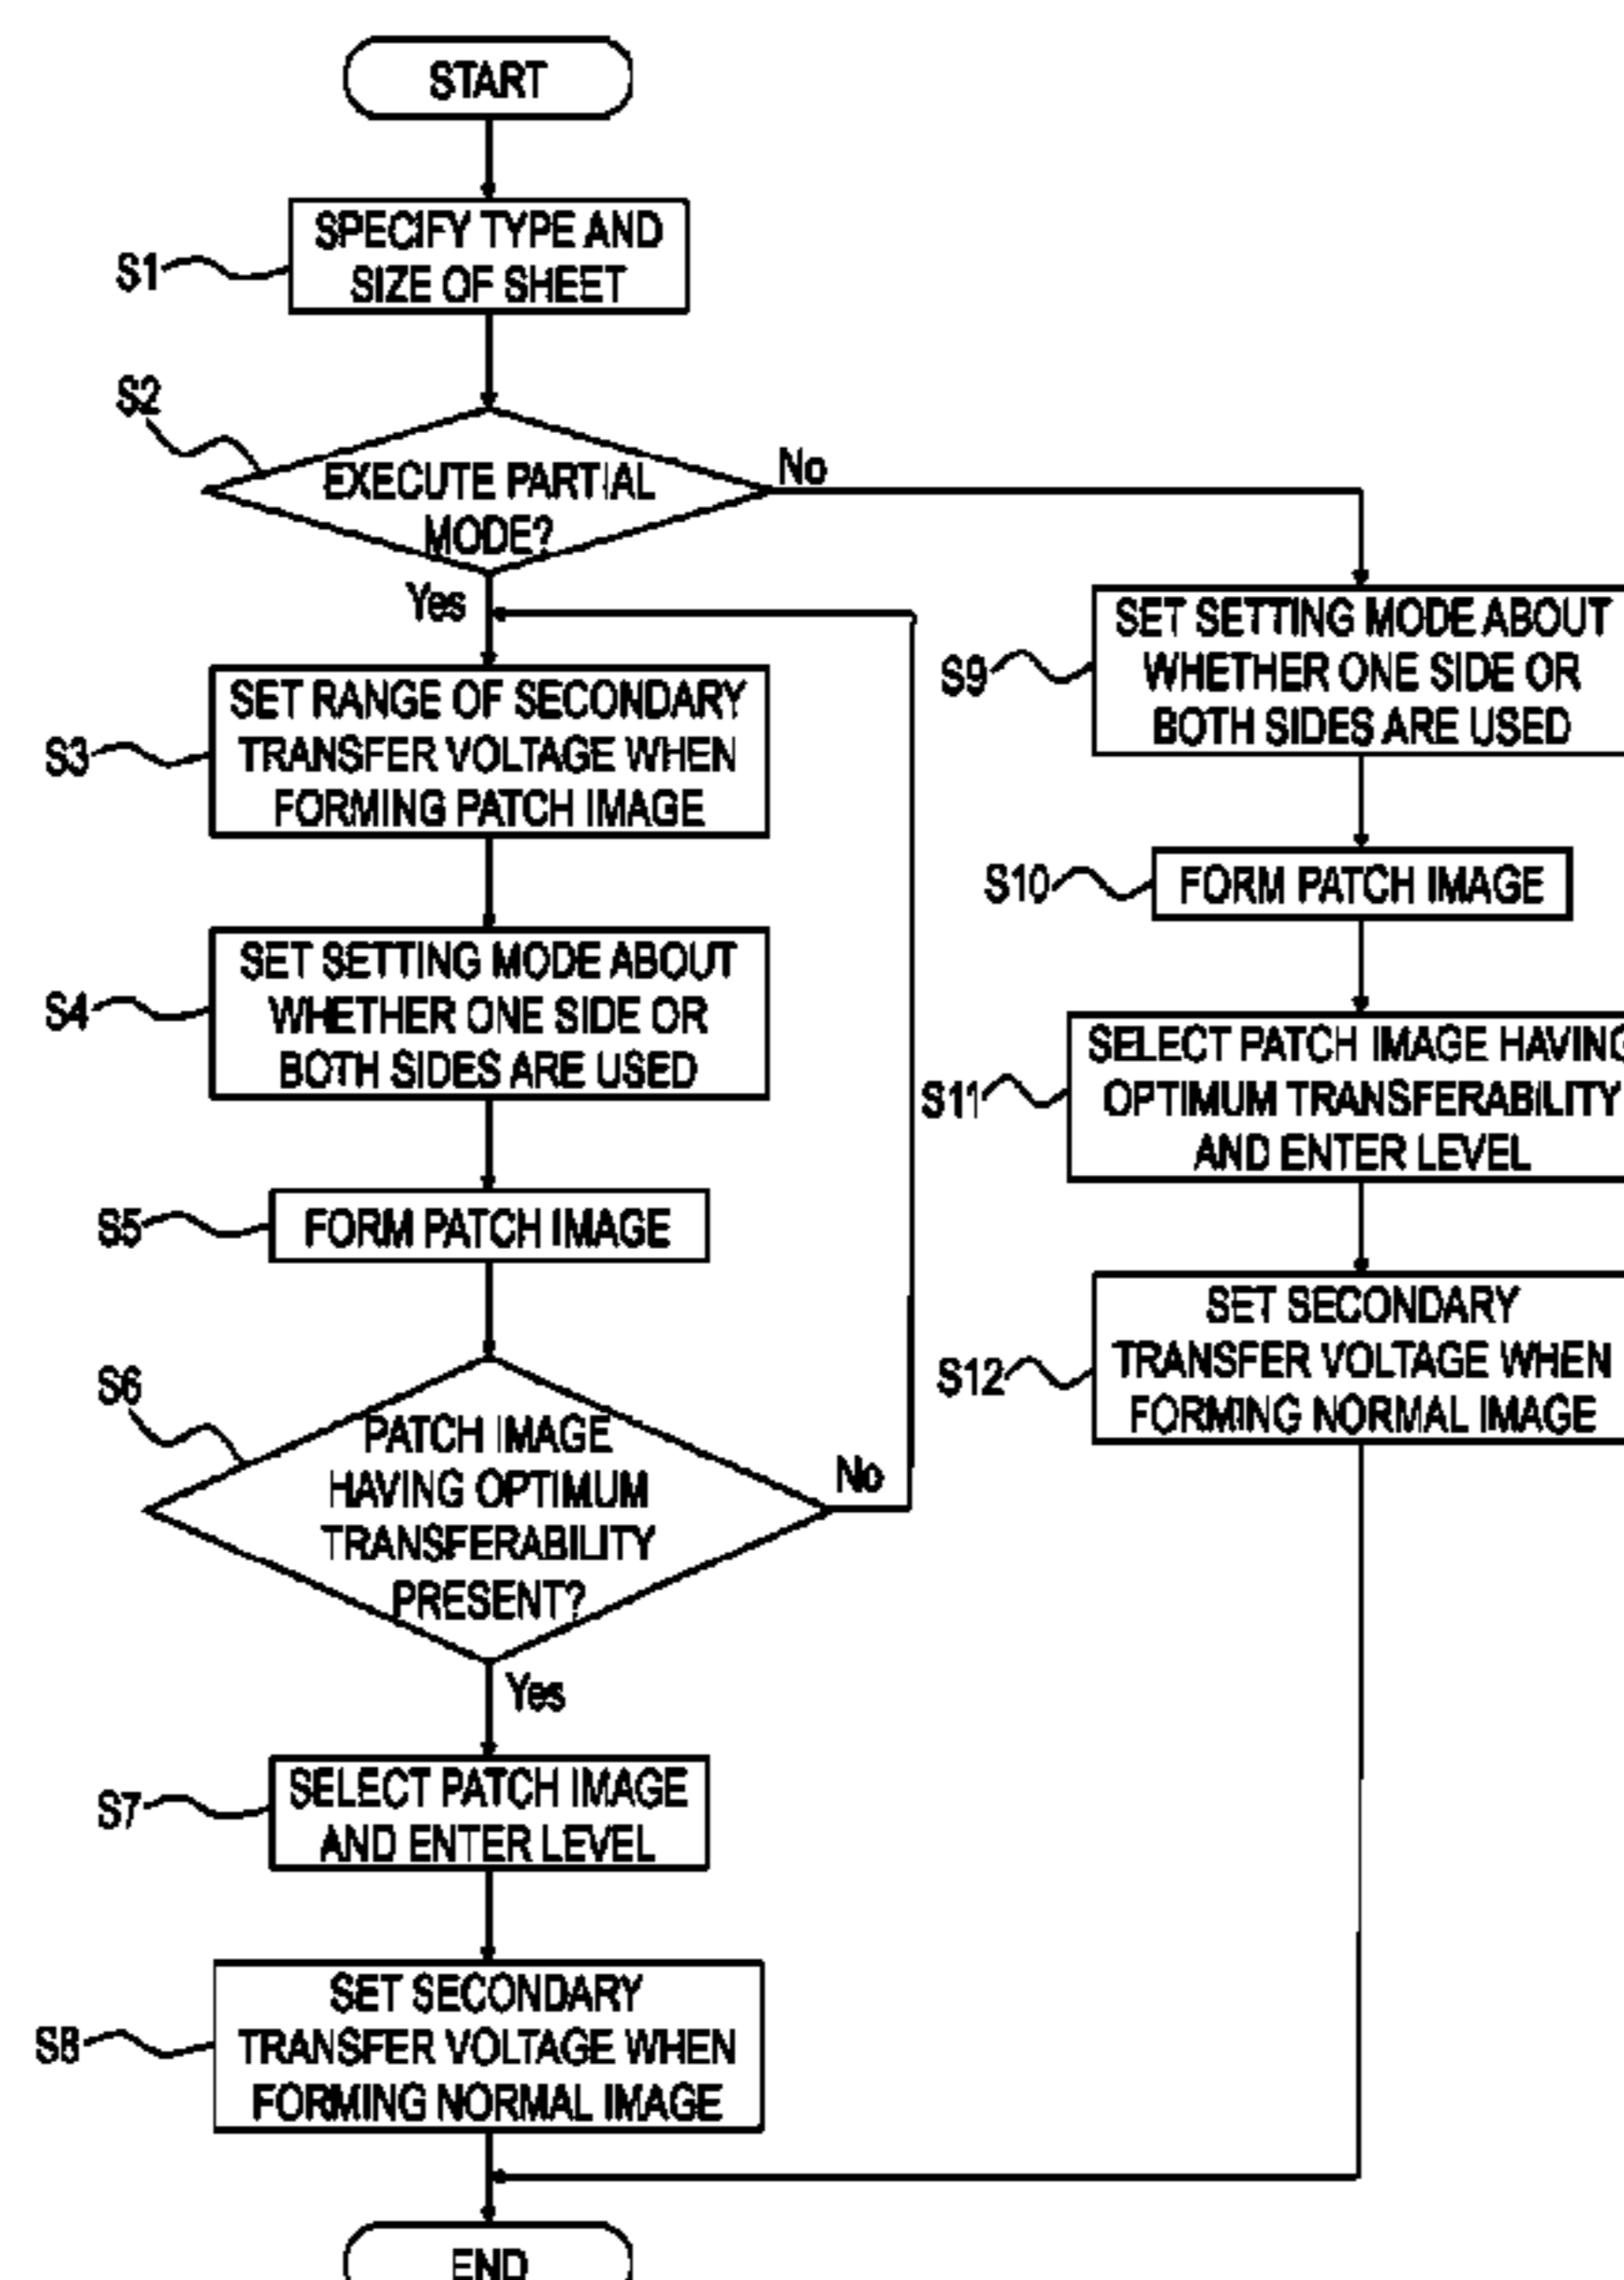 START
S1
SPECIFY TYPE AND
SIZE OF SHEET
S2
EXECUTE PARTIAL
MODE?
No
Yes
S3
SET RANGE OF SECONDARY
TRANSFER VOLTAGE WHEN
FORMING PATCH IMAGE
S4
SET SETTING MODE ABOUT
WHETHER ONE SIDE OR
BOTH SIDES ARE USED
S5
FORM PATCH IMAGE
S6
PATCH IMAGE
HAVING OPTIMUM
TRANSFERABILITY
PRESENT?
No
Yes
S7
SELECT PATCH IMAGE
AND ENTER LEVEL
S8
SET SECONDARY
TRANSFER VOLTAGE WHEN
FORMING NORMAL IMAGE
S9
SET SETTING MODE ABOUT
WHETHER ONE SIDE OR
BOTH SIDES ARE USED
S10
FORM PATCH IMAGE
S11
SELECT PATCH IMAGE HAVING
OPTIMUM TRANSFERABILITY
AND ENTER LEVEL
S12
SET SECONDARY
TRANSFER VOLTAGE WHEN
FORMING NORMAL IMAGE
END